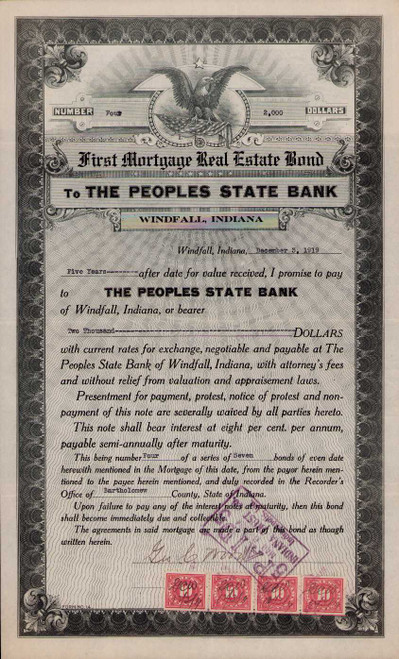 NUMBER Four 2,000 DOLLARS
First Mortgage Real Estate Bond
To THE PEOPLES STATE BANK
WINDFALL, INDIANA
Windfall, Indiana, December 3, 1919
Five Years-------after date for value received, I promise to pay
to THE PEOPLES STATE BANK
of Windfall, Indiana, or bearer
Two Thousand------DOLLARS
with current rates for exchange, negotiable and payable at The
Peoples State Bank of Windfall, Indiana, with attorney's fees
and without relief from valuation and appraisement laws.
Presentment for payment, protest, notice of protest and non-
payment of this note are severally waived by all parties hereto.
This note shall bear interest at eight per cent. per annum,
payable semi-annually after maturity.
This being number Four of a series of Seven bonds of even date
herewith mentioned in the Mortgage of this date, from the payor herein men-
tioned to the payee herein mentioned, and duly recorded in the Recorder's
Office of Bartholomew County, State of Indiana.
Upon failure to pay any of the interest notes at maturity, then this bond
shall become immediately due and collectible.
The agreements in said mortgage are made a part of this bond as though
written herein.